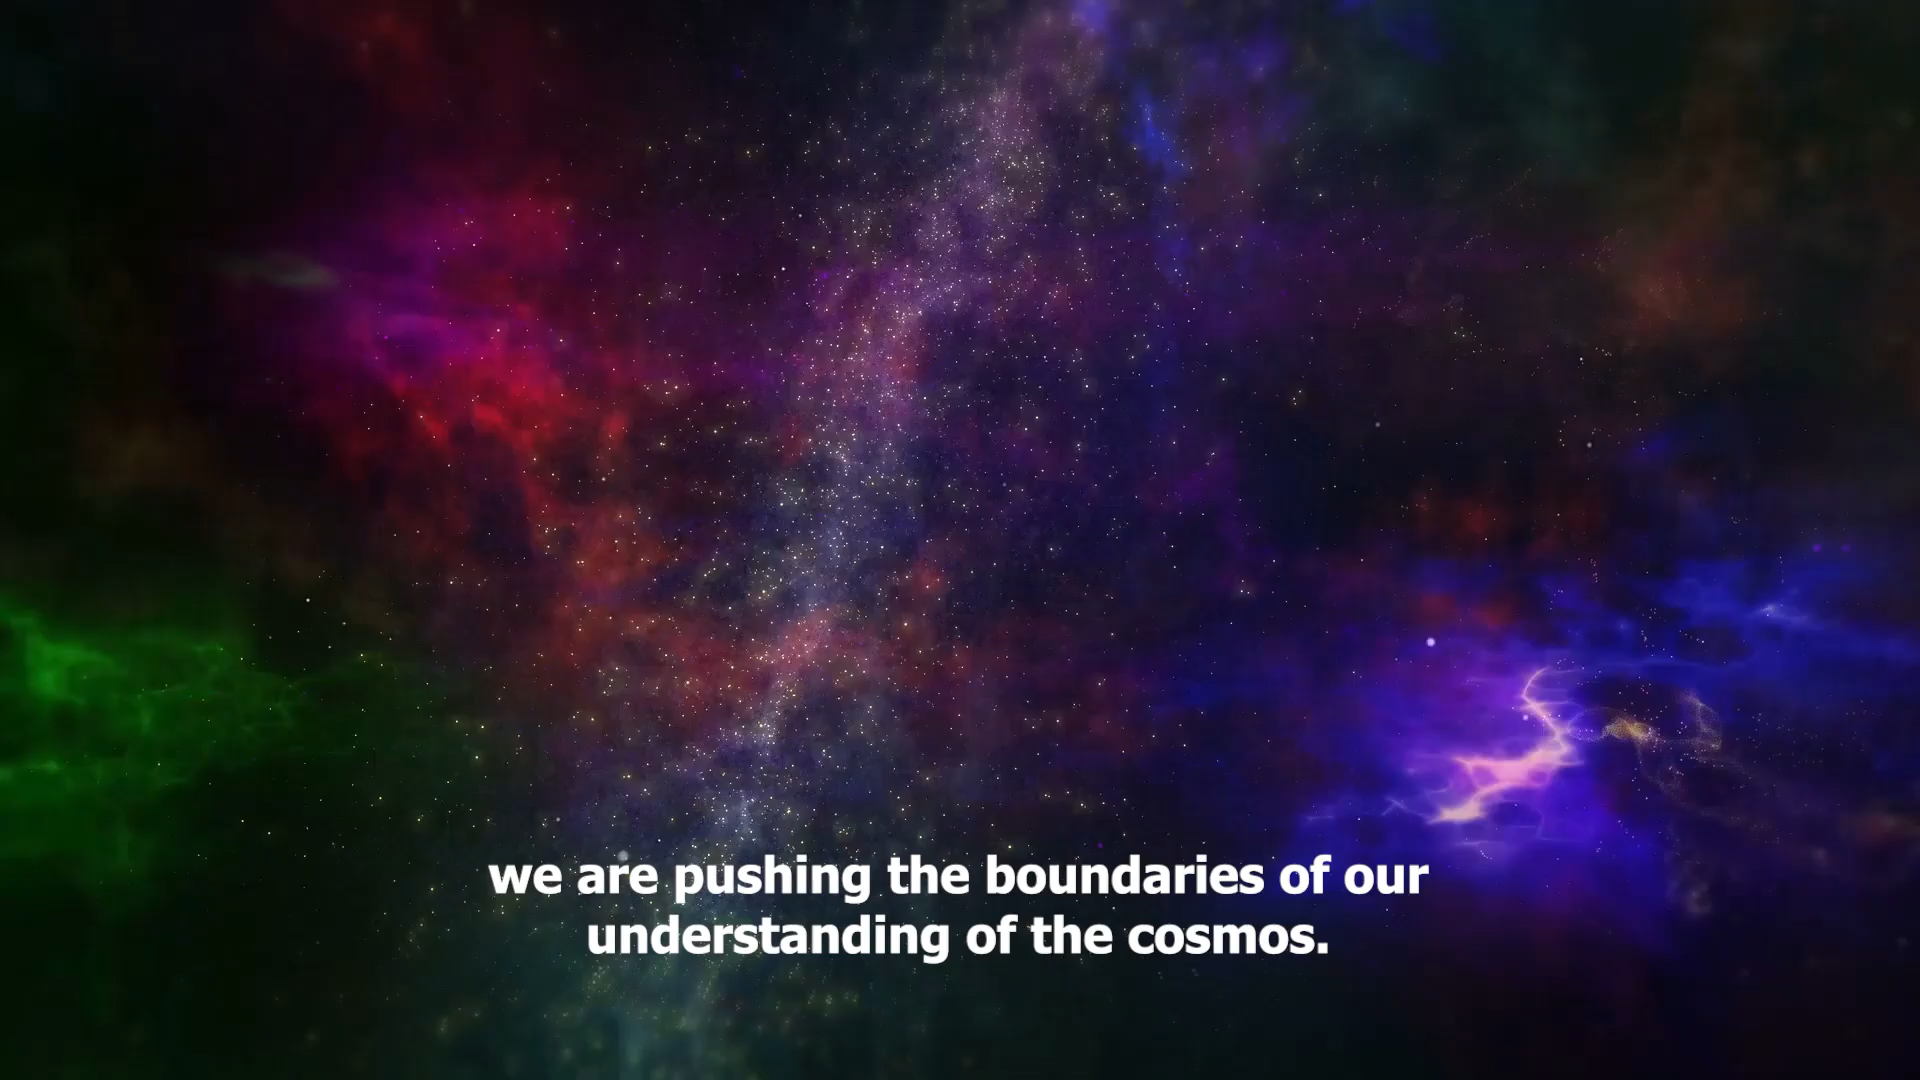 we are pushing the boundaries of our
understanding of the cosmos.